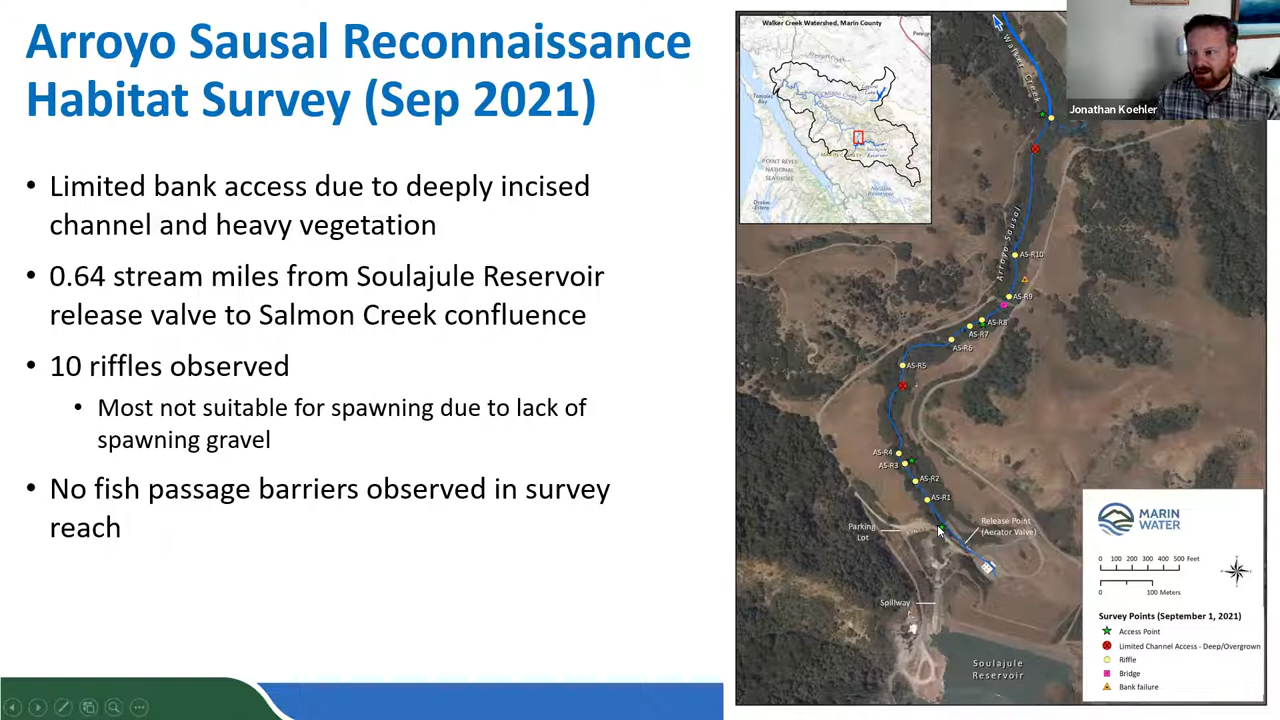 Arroyo Sausal Reconnaissance
Habitat Survey (Sep 2021)
• Limited bank access due to deeply incised
channel and heavy vegetation
• 0.64 stream miles from Soulajule Reservoir
release valve to Salmon Creek confluence
• 10 riffles observed
• Most not suitable for spawning due to lack of
spawning gravel
• No fish passage barriers observed in survey
reach
Walker Creek Watershed, Marin County
POINT REYES
NATIONAL
SEASHORE
Walker Creek
Jonathan Koehler
Arroyo Sausal
AS-R10
AS-R9
AS-R8
AS-R7
AS-R6
AS-R5
AS-R4
AS-R3
AS-R2
AS-R1
Parking
Lot
Release Point
(Aerator Valve)
Spillway
Soulajule
Reservoir
MARIN
WATER
0 100 200 300 400 500 Feet
0 100 Meters
Survey Points (September 1, 2021)
Access Point
Limited Channel Access - Deep/Overgrown
Riffle
Bridge
Bank failure